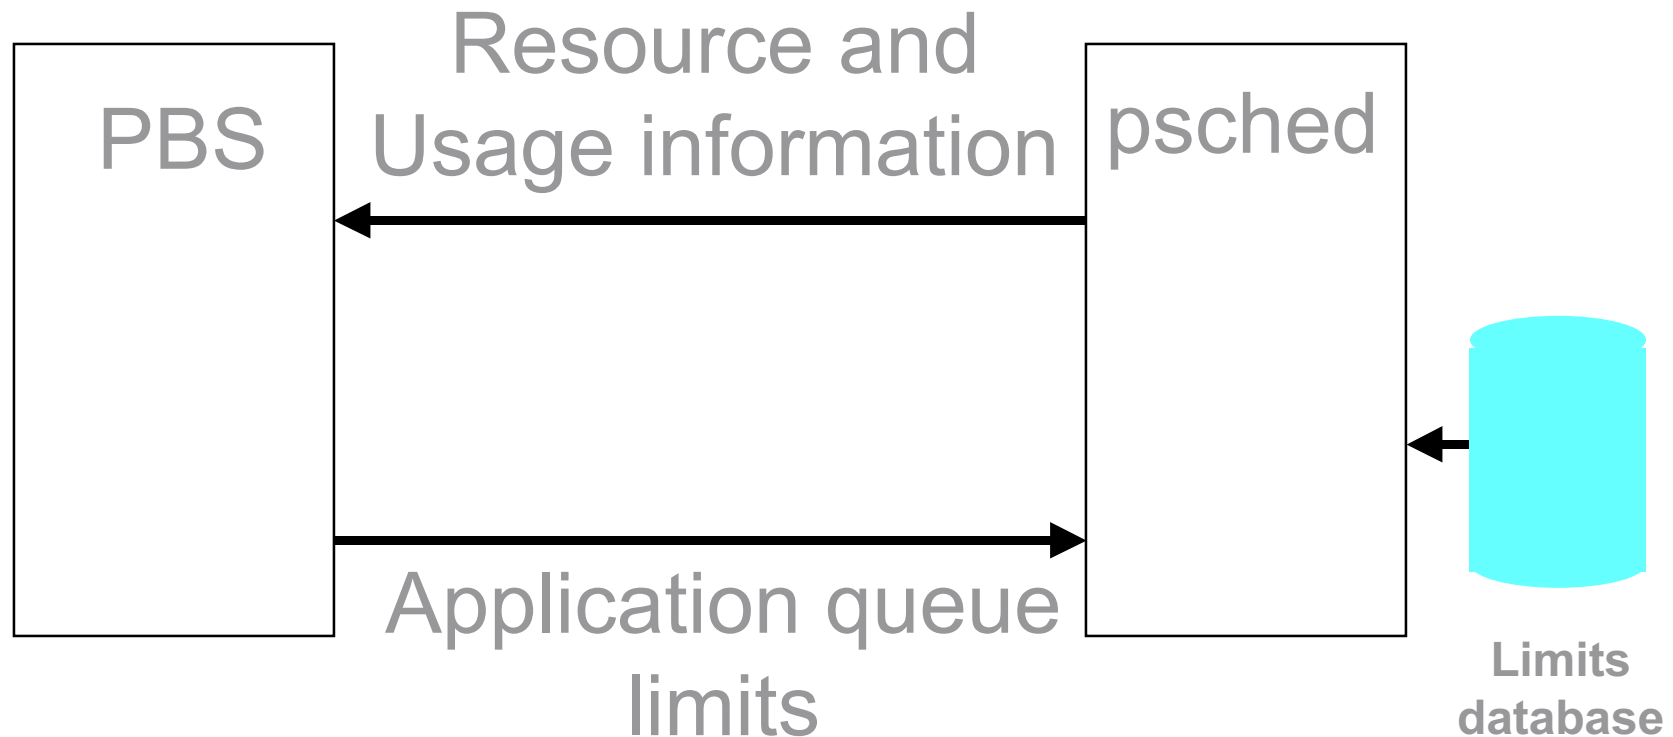 PBS
Resource and
Usage information
psched
Application queue
limits
Limits
database